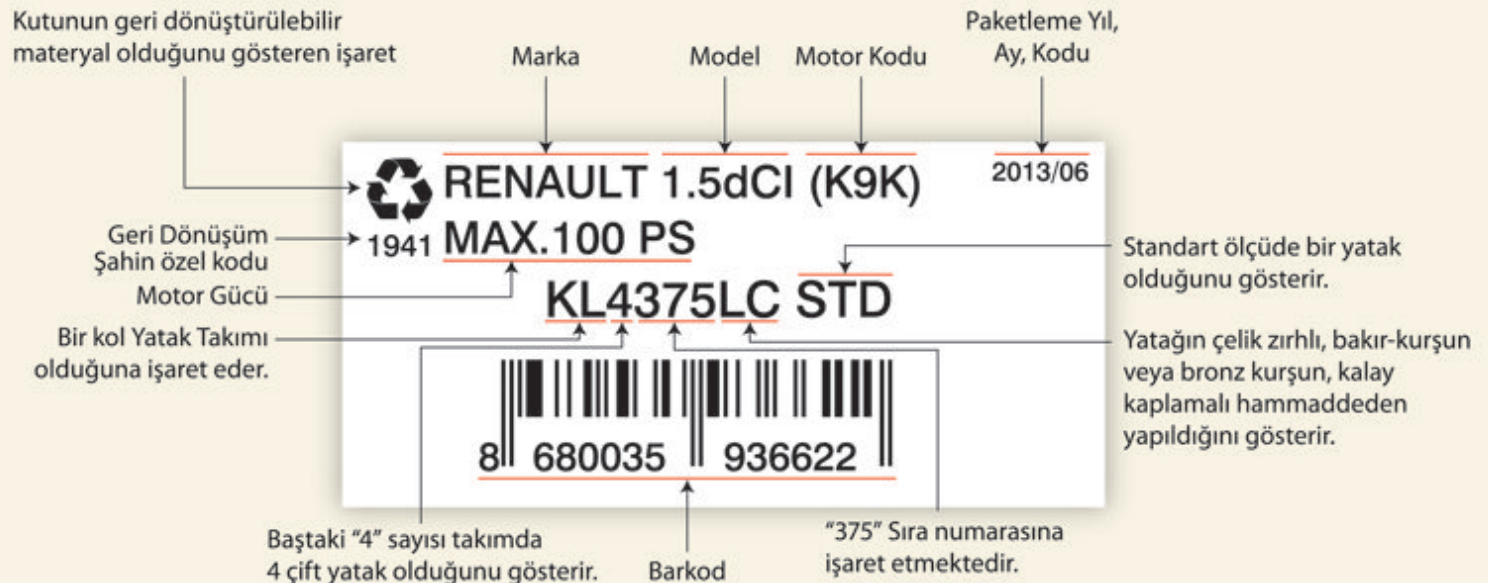 Kutunun geri dönüştürülebilir
materyal olduğunu gösteren işaret
Marka
Model
Motor Kodu
Paketleme Yıl,
Ay, Kodu
RENAULT 1.5dCI (K9K)
2013/06
1941 MAX.100 PS
Geri Dönüşüm
Şahin özel kodu
Motor Gücü
KL4375LC STD
Standart ölçüde bir yatak
olduğunu gösterir.
Bir kol Yatak Takımı
olduğuna işaret eder.
Yatağın çelik zırhlı, bakır-kurşun
veya bronz kurşun, kalay
kaplamalı hammaddeden
yapıldığını gösterir.
8 680035 936622
Baştaki “4” sayısı takımda
4 çift yatak olduğunu gösterir.
Barkod
“375” Sıra numarasına
işaret etmektedir.